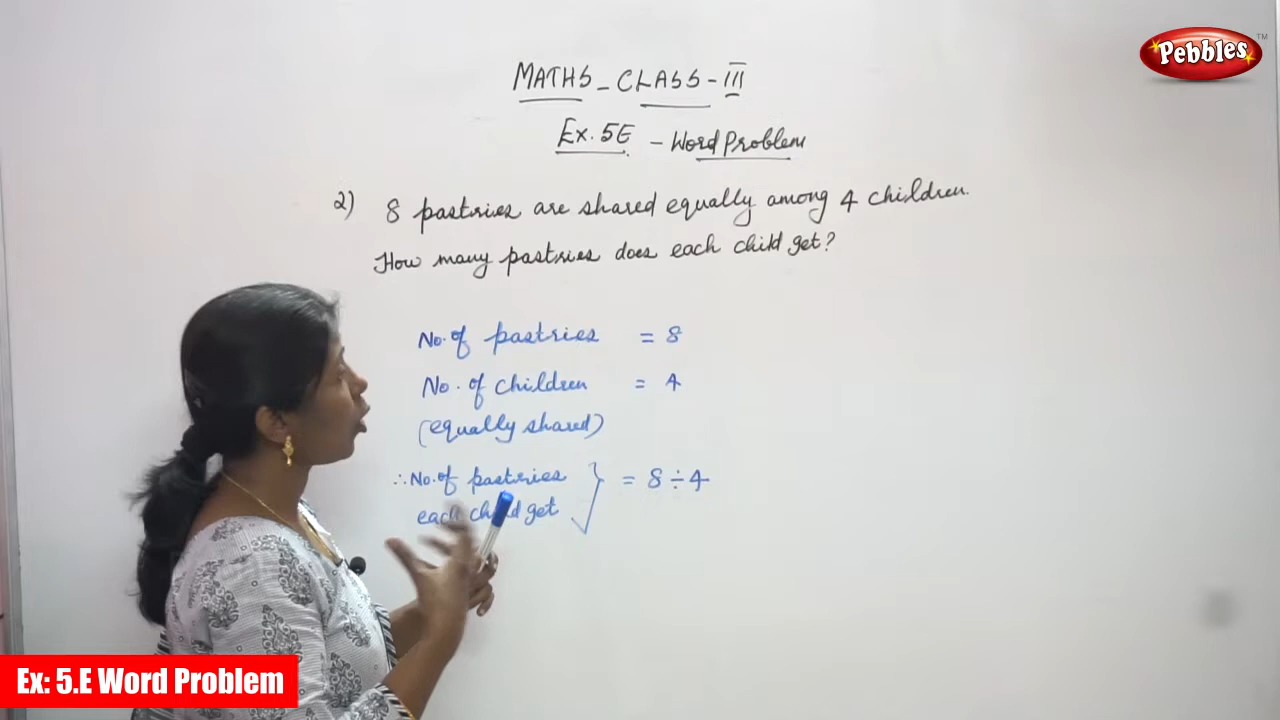 Pebbles TM
MATHS - CLASS - III
Ex. 5E - Word Problem
2) 8 pastries are shared equally among 4 children.
How many pastries does each child get?
No. of pastries = 8
No. of children = 4
(equally shared)
∴ No. of pastries } = 8 ÷ 4
each child get
Ex: 5.E Word Problem